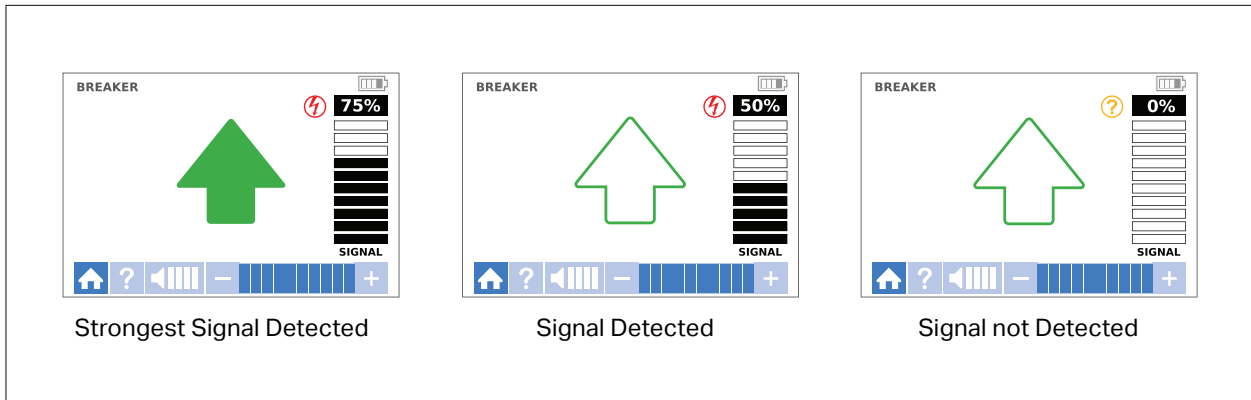 BREAKER
75%
SIGNAL
?
Strongest Signal Detected
BREAKER
50%
SIGNAL
?
Signal Detected
BREAKER
?
0%
SIGNAL
?
Signal not Detected